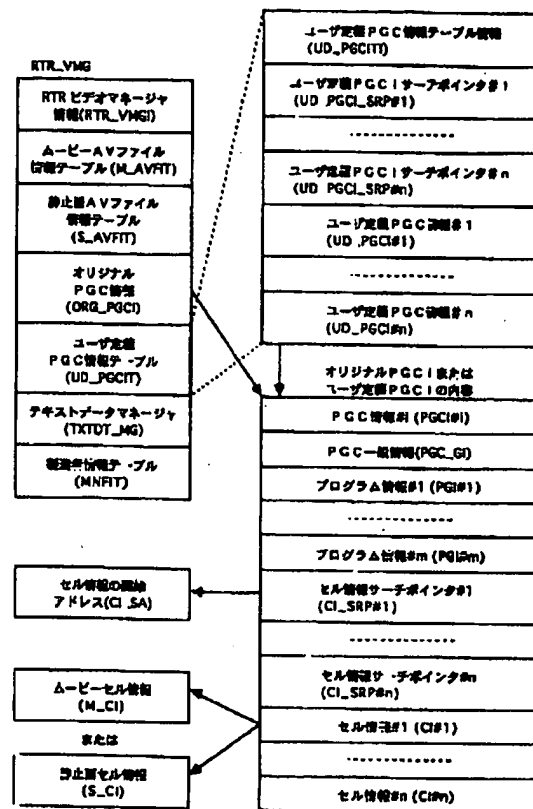 RTR_VMG
RTR ビデオマネージャ
情報(RTR_VMGI)
ムービーAVファイル
情報テーブル (M_AVFIT)
静止画AVファイル
情報テーブル
(S_AVFIT)
オリジナル
PGC情報
(ORG_PGCI)
ユーザ定義
PGC情報テーブル
(UD_PGCIT)
テキストデータマネージャ
(TXTDT_MG)
製造者情報テーブル
(MNFIT)
ユーザ定義PGC情報テーブル情報
(UD_PGCITI)
ユーザ定義PGCIサーチポインタ#1
(UD_PGCI_SRP#1)
ユーザ定義PGCIサーチポインタ#n
(UD_PGCI_SRP#n)
ユーザ定義PGC情報#1
(UD_PGCI#1)
ユーザ定義PGC情報#n
(UD_PGCI#n)
オリジナルPGCIまたは
ユーザ定義PGCIの内容
PGC情報#i (PGCI#i)
PGC一般情報(PGC_GI)
プログラム情報#1 (PGI#1)
プログラム情報#m (PGI#m)
セル情報サーチポインタ#1
(CI_SRP#1)
セル情報サーチポインタ#n
(CI_SRP#n)
セル情報#1 (CI#1)
セル情報#n (CI#n)
セル情報の開始
アドレス(CI_SA)
ムービーセル情報
(M_CI)
または
静止画セル情報
(S_CI)